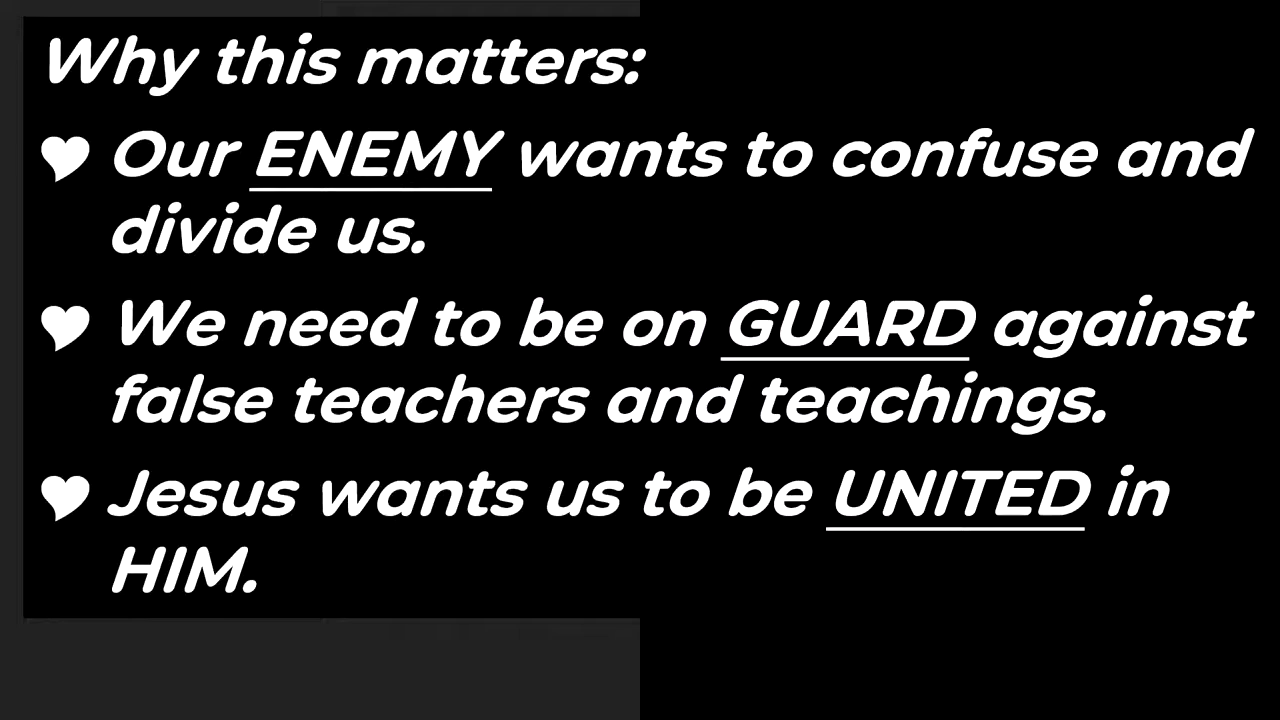 Why this matters:
Our ENEMY wants to confuse and
divide us.
We need to be on GUARD against
false teachers and teachings.
Jesus wants us to be UNITED in
HIM.